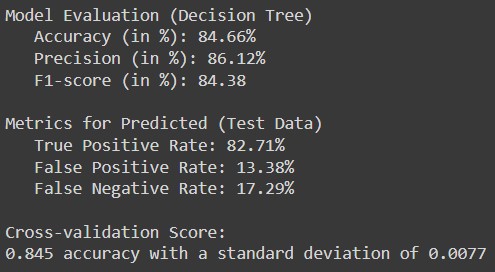 Model Evaluation (Decision Tree)
Accuracy (in %): 84.66%
Precision (in %): 86.12%
F1-score (in %): 84.38
Metrics for Predicted (Test Data)
True Positive Rate: 82.71%
False Positive Rate: 13.38%
False Negative Rate: 17.29%
Cross-validation Score:
0.845 accuracy with a standard deviation of 0.0077